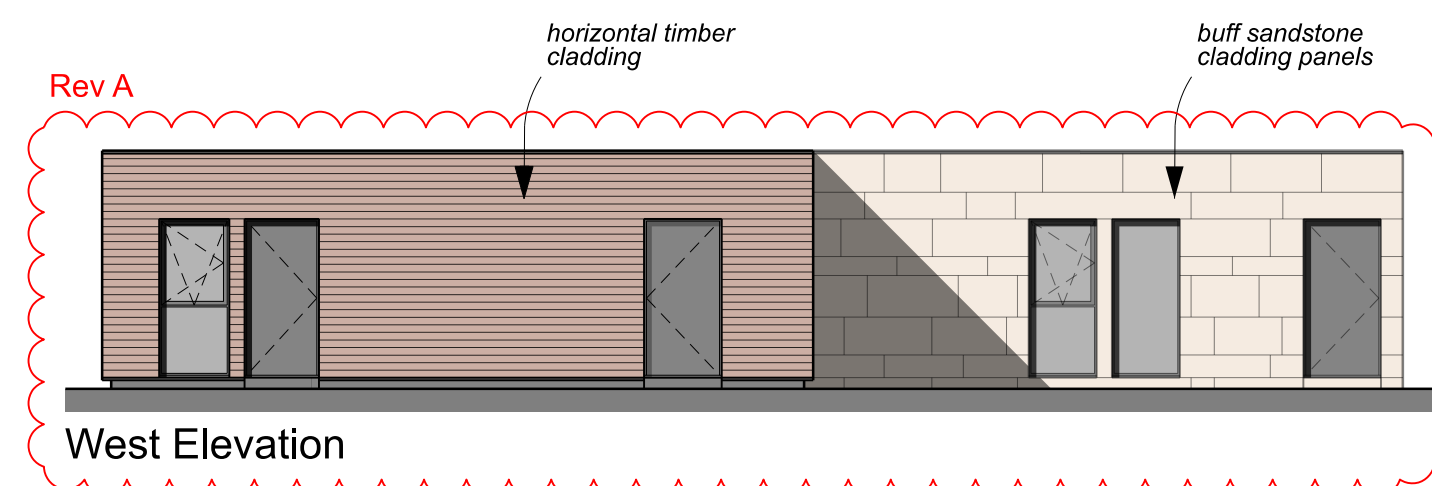 horizontal timber
cladding
buff sandstone
cladding panels
Rev A
West Elevation